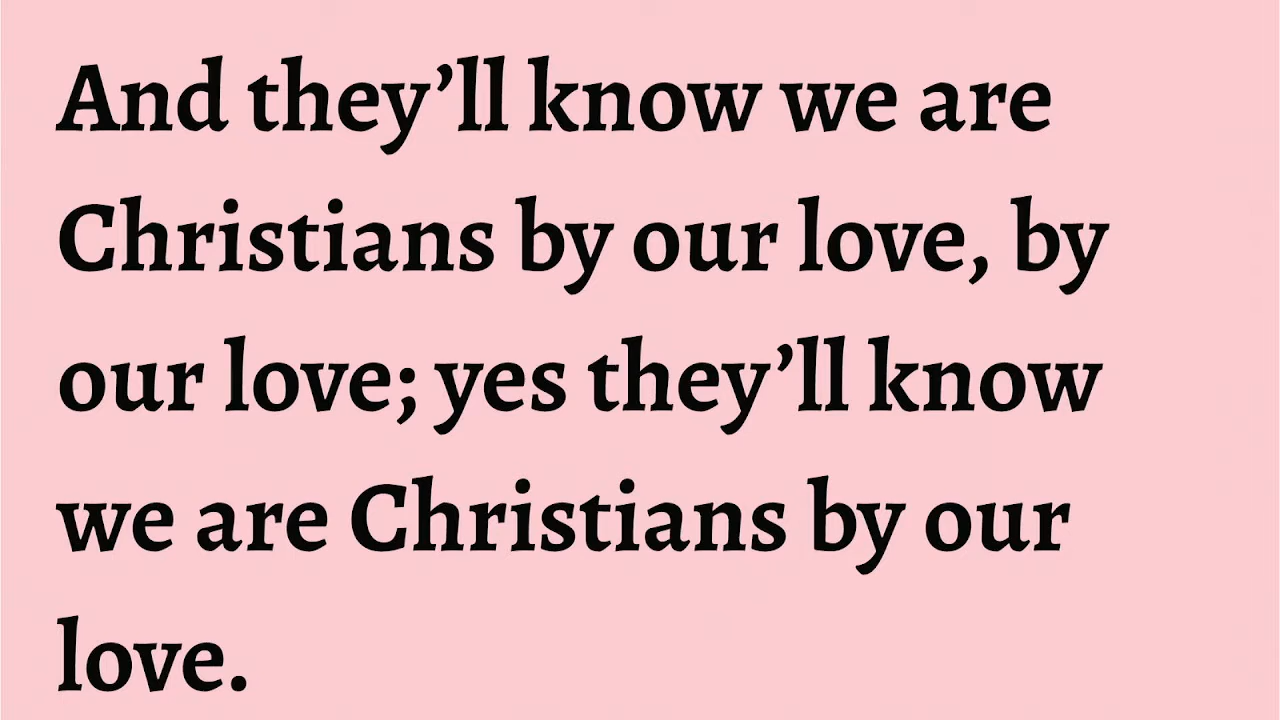 And they’ll know we are
Christians by our love, by
our love; yes they’ll know
we are Christians by our
love.